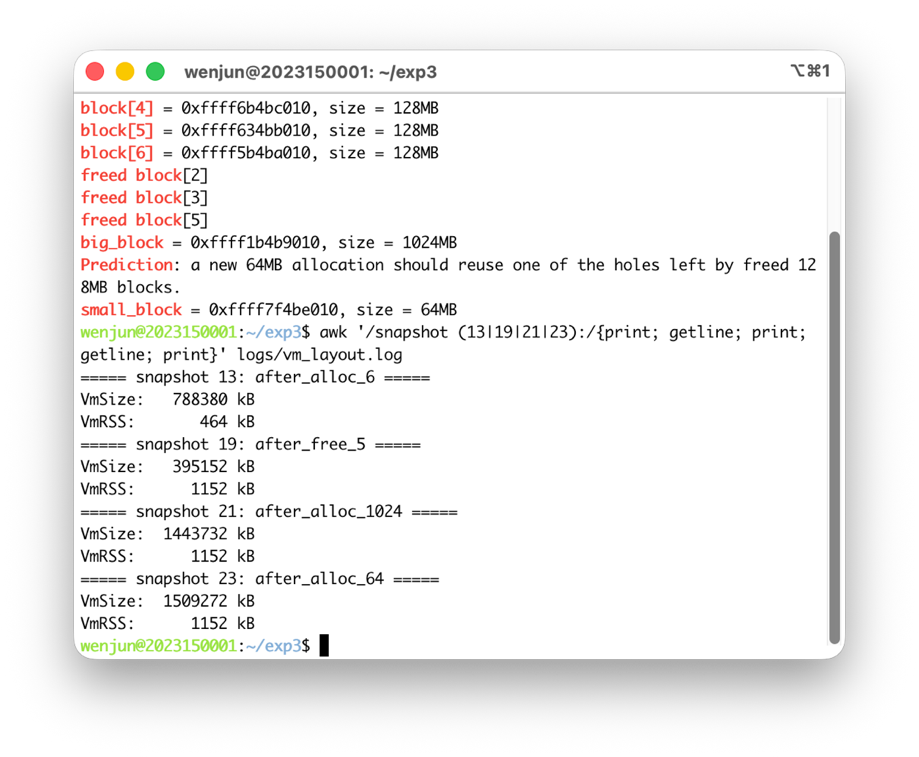 wenjun@2023150001: ~/exp3
⌥⌘1
block[4] = 0xffff6b4bc010, size = 128MB
block[5] = 0xffff634bb010, size = 128MB
block[6] = 0xffff5b4ba010, size = 128MB
freed block[2]
freed block[3]
freed block[5]
big_block = 0xffff1b4b9010, size = 1024MB
Prediction: a new 64MB allocation should reuse one of the holes left by freed 12
8MB blocks.
small_block = 0xffff7f4be010, size = 64MB
wenjun@2023150001:~/exp3$ awk '/snapshot (13|19|21|23):/{print; getline; print;
getline; print}' logs/vm_layout.log
===== snapshot 13: after_alloc_6 =====
VmSize:   788380 kB
VmRSS:       464 kB
===== snapshot 19: after_free_5 =====
VmSize:   395152 kB
VmRSS:      1152 kB
===== snapshot 21: after_alloc_1024 =====
VmSize:  1443732 kB
VmRSS:      1152 kB
===== snapshot 23: after_alloc_64 =====
VmSize:  1509272 kB
VmRSS:      1152 kB
wenjun@2023150001:~/exp3$